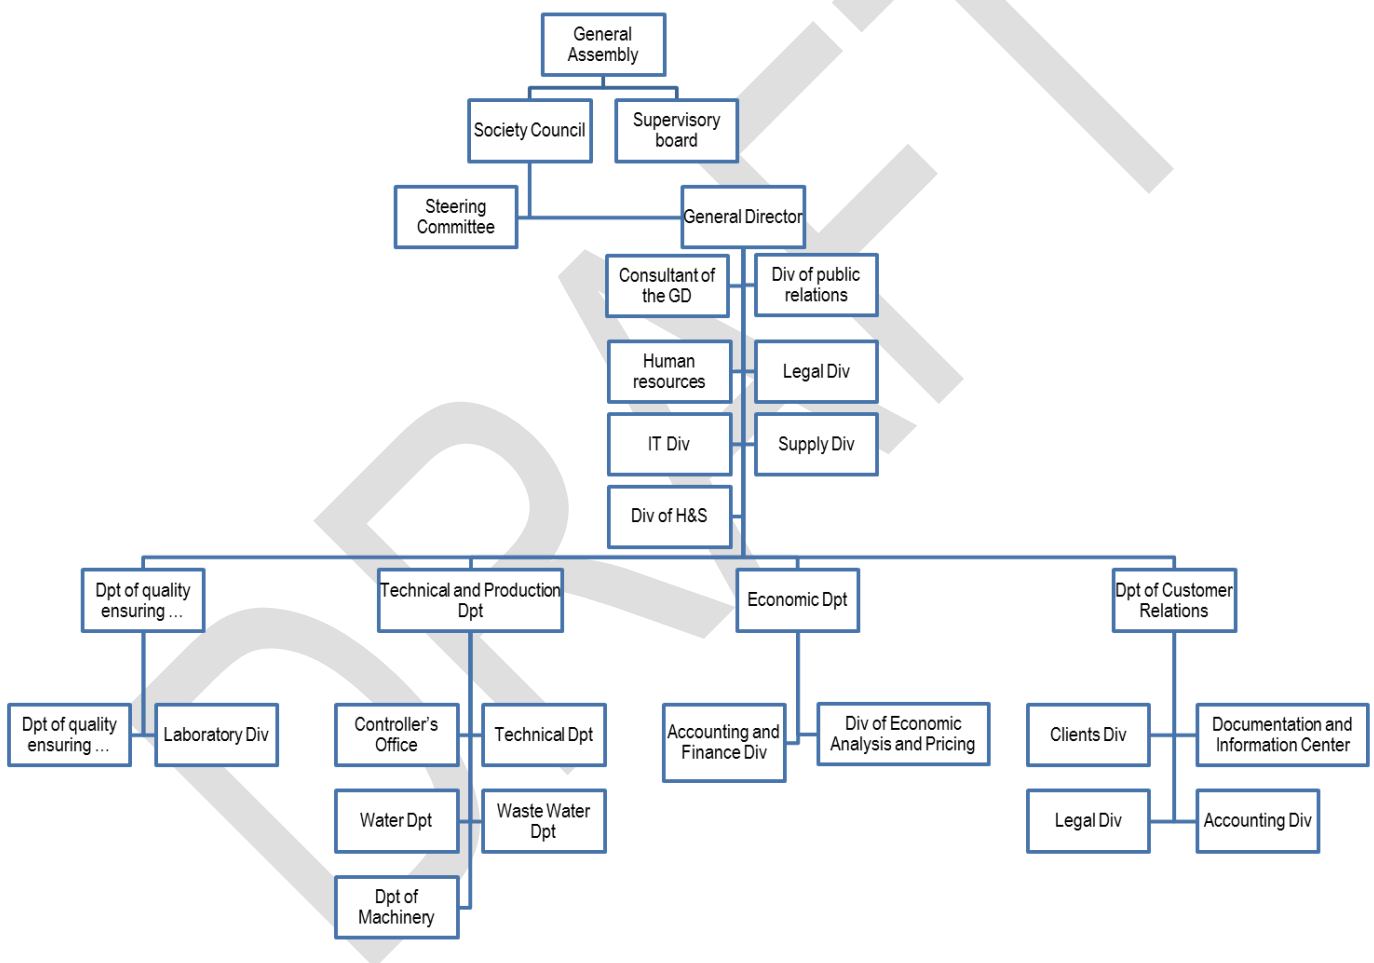 General
Assembly
Society Council
Supervisory
board
Steering
Committee
General Director
Consultant of
the GD
Div of public
relations
Human
resources
Legal Div
IT Div
Supply Div
Div of H&S
Dpt of quality
ensuring ...
Technical and Production
Dpt
Economic Dpt
Dpt of Customer
Relations
Dpt of quality
ensuring ...
Laboratory Div
Controller's
Office
Technical Dpt
Accounting and
Finance Div
Div of Economic
Analysis and Pricing
Clients Div
Documentation and
Information Center
Water Dpt
Waste Water
Dpt
Legal Div
Accounting Div
Dpt of
Machinery
DRAFT